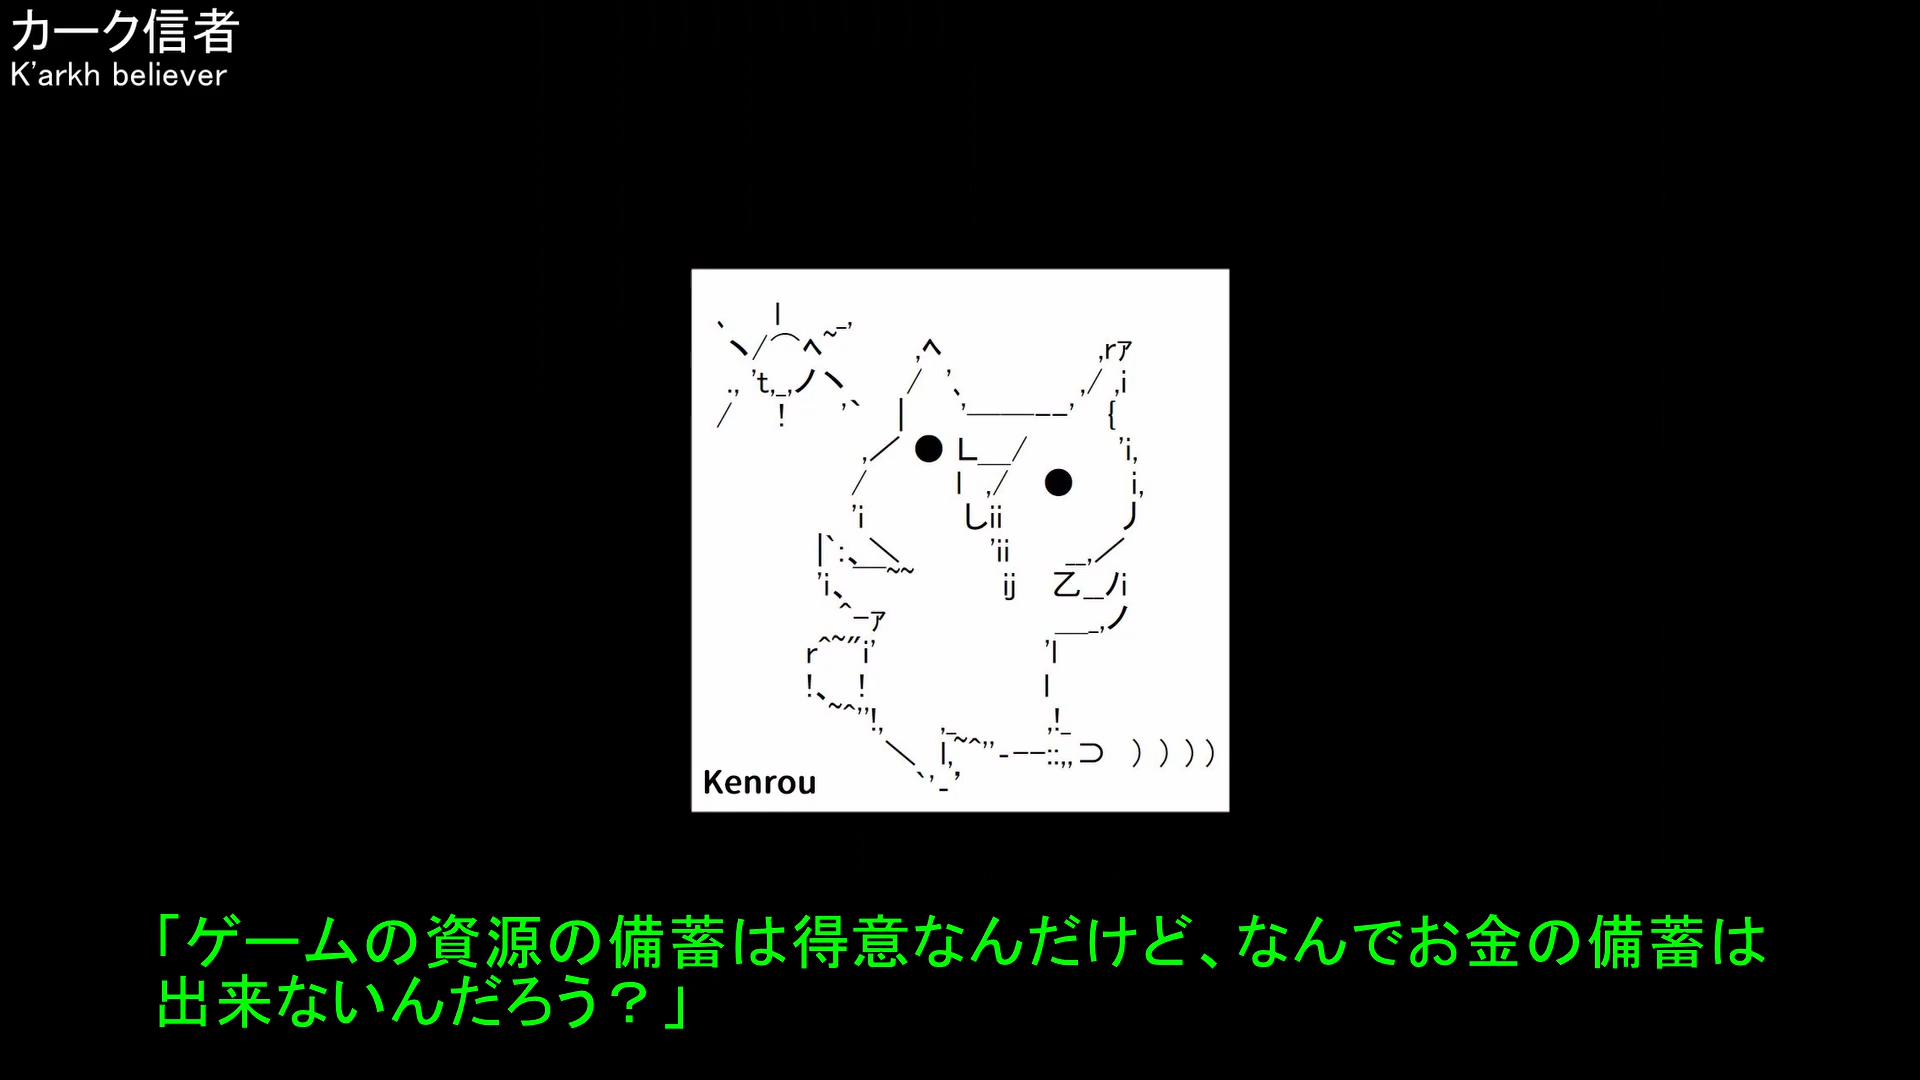 カーク信者
K'arkh believer
Kenrou
「ゲームの資源の備蓄は得意なんだけど、なんでお金の備蓄は
出来ないんだろう？」